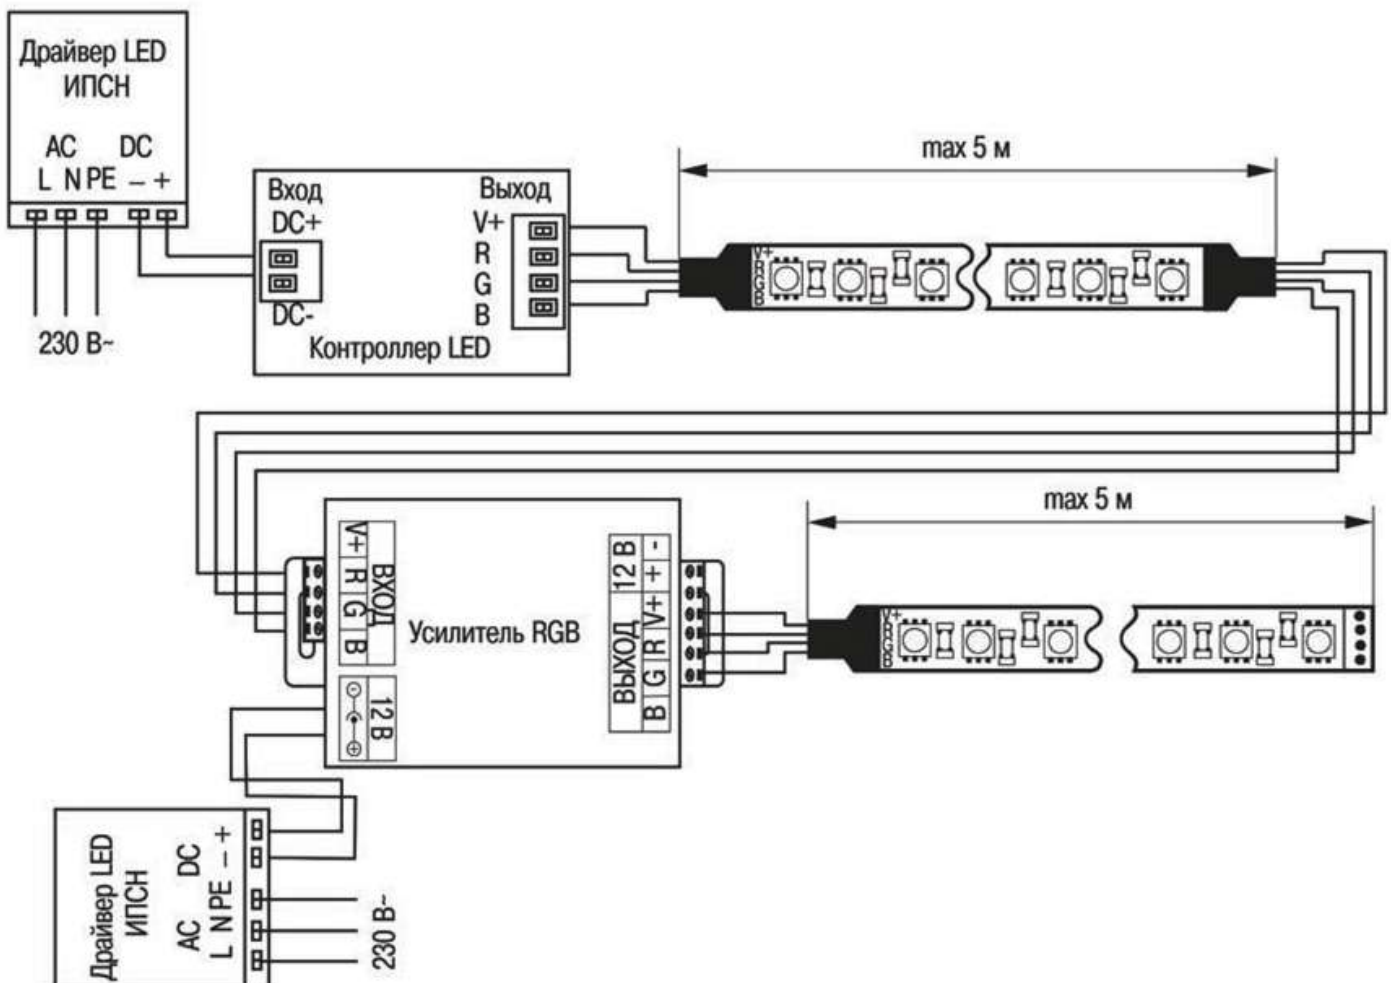 Драйвер LED
ИПСН
AC DC
L N PE – +
230 В~
Вход
DC+
DC-
Выход
V+
R
G
B
Контроллер LED
max 5 м
V+
R
G
B
V+ R G B
ВХОД
12 В
Усилитель RGB
12 В
ВЫХОД
- + V+ R G B
max 5 м
V+
R
G
B
Драйвер LED
ИПСН
AC DC
L N PE – +
230 В~